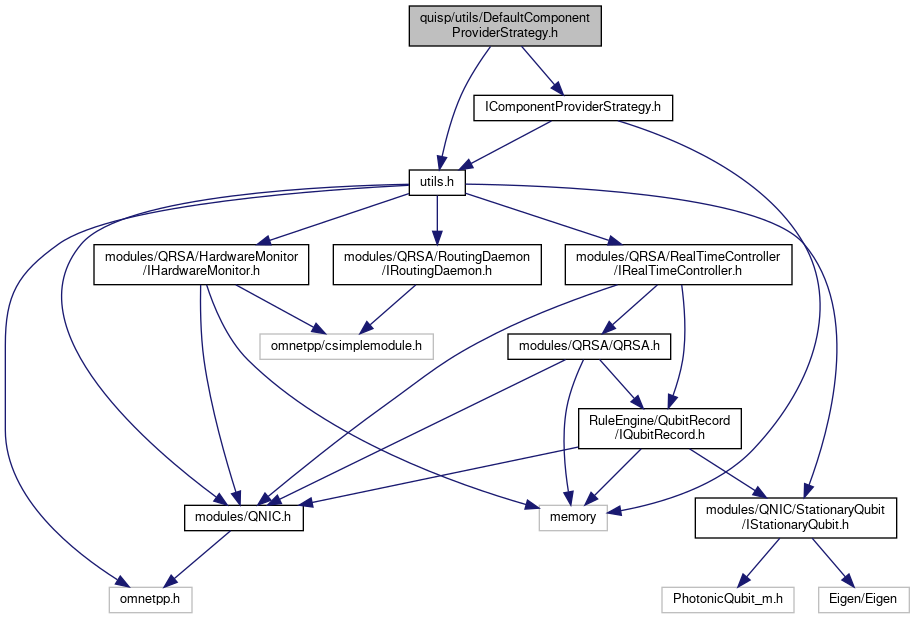 quisp/utils/DefaultComponent
ProviderStrategy.h
IComponentProviderStrategy.h
utils.h
modules/QRSA/HardwareMonitor
/IHardwareMonitor.h
modules/QRSA/RoutingDaemon
/IRoutingDaemon.h
modules/QRSA/RealTimeController
/IRealTimeController.h
omnetpp/csimplemodule.h
modules/QRSA/QRSA.h
RuleEngine/QubitRecord
/IQubitRecord.h
modules/QNIC.h
memory
modules/QNIC/StationaryQubit
/IStationaryQubit.h
omnetpp.h
PhotonicQubit_m.h
Eigen/Eigen